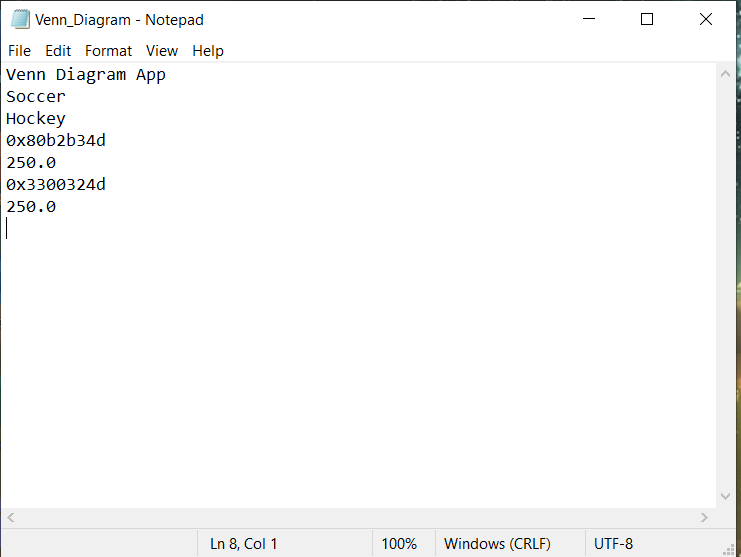 Venn_Diagram - Notepad
File Edit Format View Help
Venn Diagram App
Soccer
Hockey
0x80b2b34d
250.0
0x3300324d
250.0
Ln 8, Col 1 100% Windows (CRLF) UTF-8